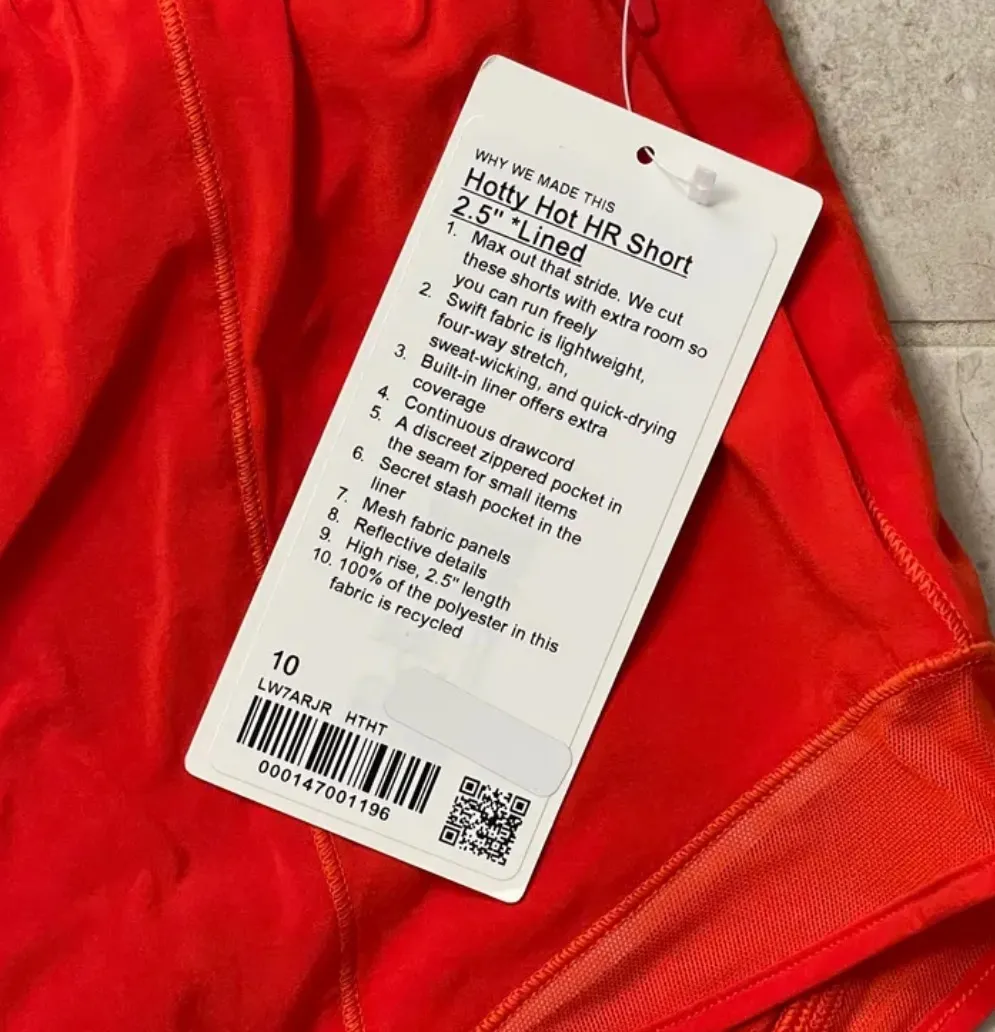 WHY WE MADE THIS
Hotty Hot HR Short
2.5" *Lined
1. Max out that stride. We cut
these shorts with extra room so
you can run freely
2. Swift fabric is lightweight,
four-way stretch,
sweat-wicking, and quick-drying
3. Built-in liner offers extra
coverage
4. Continuous drawcord
5. A discreet zippered pocket in
the seam for small items
6. Secret stash pocket in the
liner
7. Mesh fabric panels
8. Reflective details
9. High rise, 2.5" length
10. 100% of the polyester in this
fabric is recycled
10
LW7ARJR HTHT
000147001196